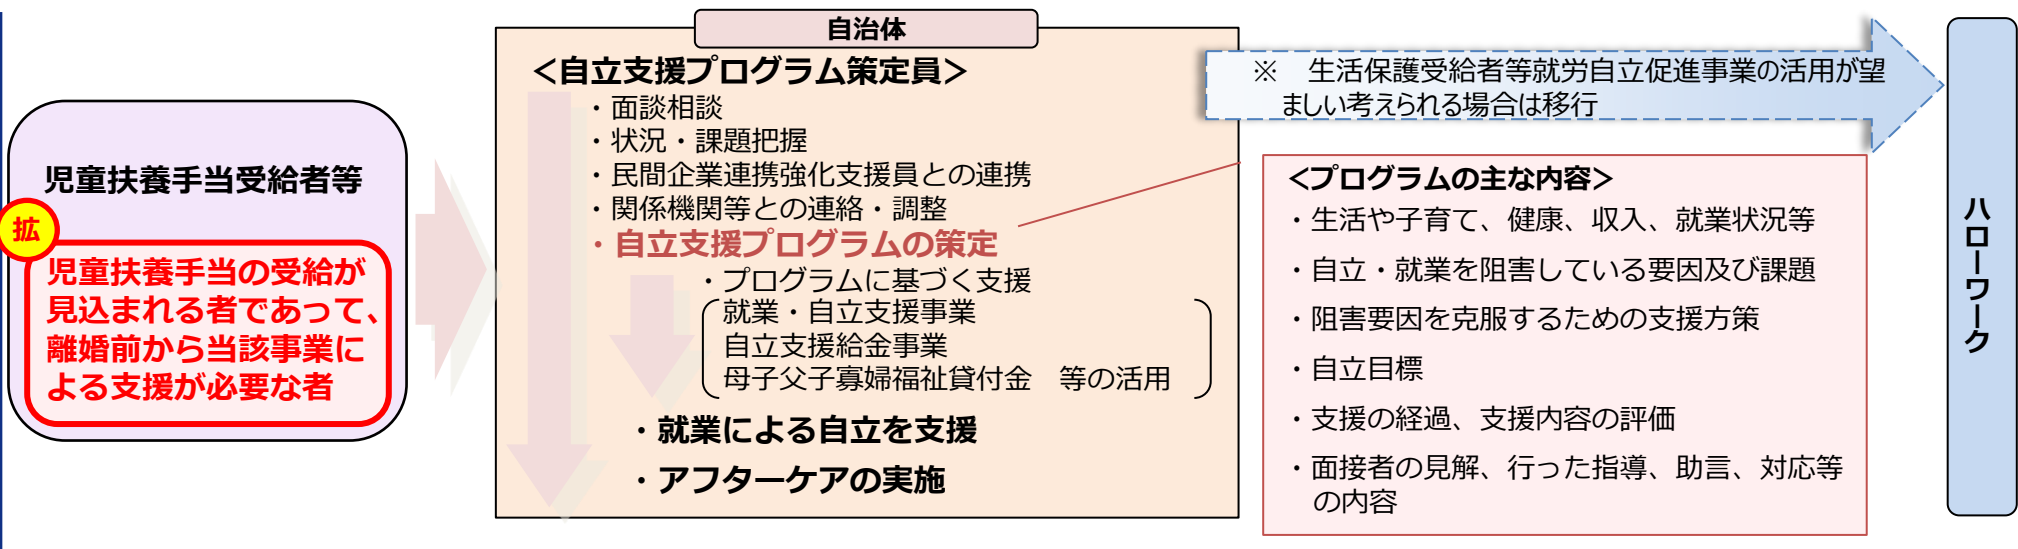 児童扶養手当受給者等
拡
児童扶養手当の受給が
見込まれる者であって、
離婚前から当該事業に
よる支援が必要な者
自治体
<自立支援プログラム策定員>
・面談相談
・状況・課題把握
・民間企業連携強化支援員との連携
・関係機関等との連絡・調整
・自立支援プログラムの策定
・プログラムに基づく支援
就業・自立支援事業
自立支援給金事業
母子父子寡婦福祉貸付金　等の活用
・就業による自立を支援
・アフターケアの実施
※　生活保護受給者等就労自立促進事業の活用が望
ましい考えられる場合は移行
<プログラムの主な内容>
・生活や子育て、健康、収入、就業状況等
・自立・就業を阻害している要因及び課題
・阻害要因を克服するための支援方策
・自立目標
・支援の経過、支援内容の評価
・面接者の見解、行った指導、助言、対応等
の内容
ハローワーク